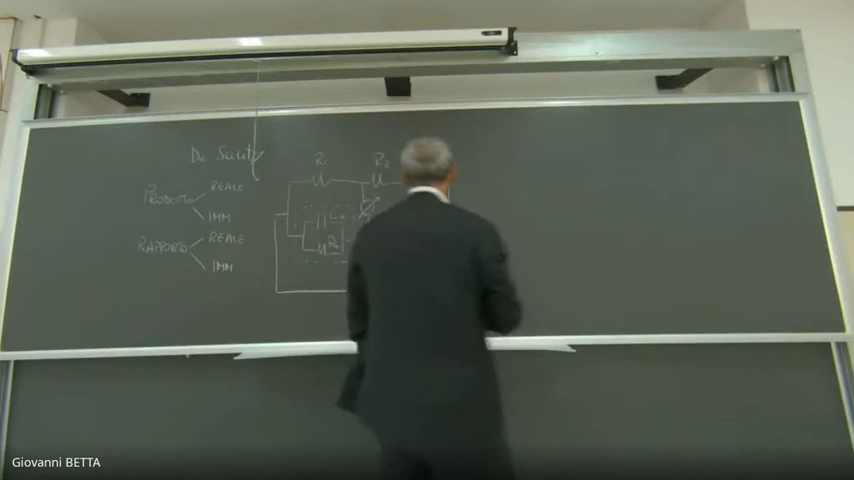 De Sauty
R1 R2
PRODOTTO REALE
IMM
RAPPORTO REALE
IMM
Giovanni BETTA